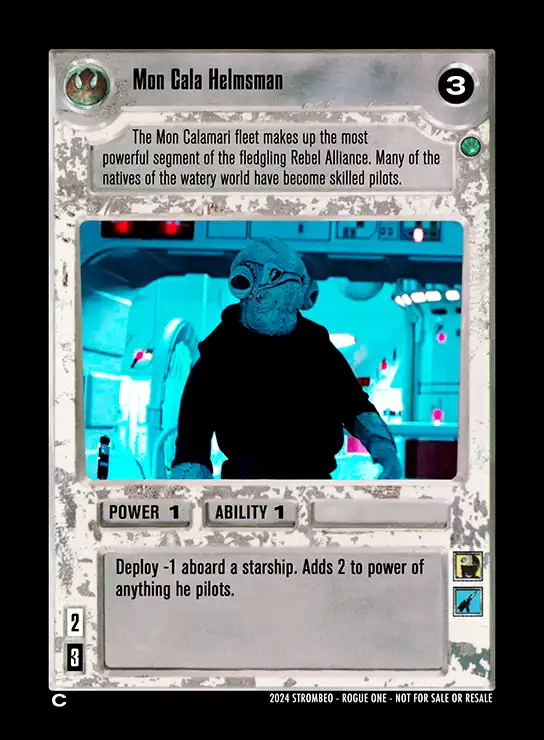 Mon Cala Helmsman
3
The Mon Calamari fleet makes up the most
powerful segment of the fledgling Rebel Alliance. Many of the
natives of the watery world have become skilled pilots.
POWER 1
ABILITY 1
Deploy -1 aboard a starship. Adds 2 to power of
anything he pilots.
2
3
C
2024 STROMBEO - ROGUE ONE - NOT FOR SALE OR RESALE